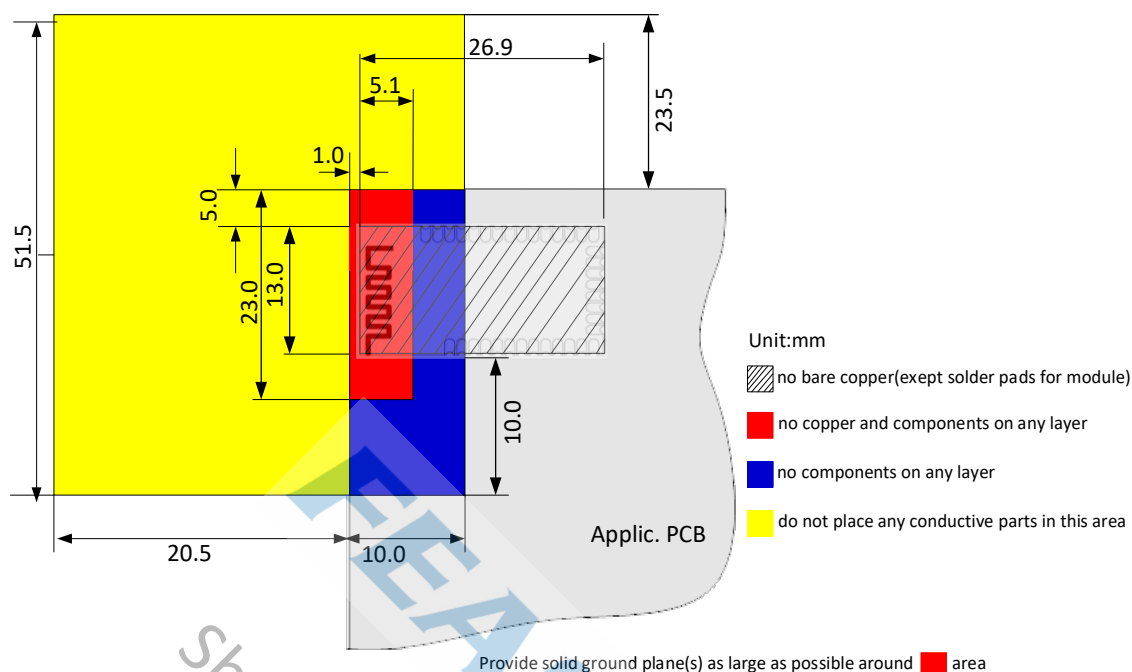 26.9
5.1
23.5
1.0
5.0
51.5
23.0
13.0
Unit:mm
no bare copper(exept solder pads for module)
10.0
no copper and components on any layer
no components on any layer
do not place any conductive parts in this area
Applic. PCB
20.5
10.0
FEA
Sh
Provide solid ground plane(s) as large as possible around area